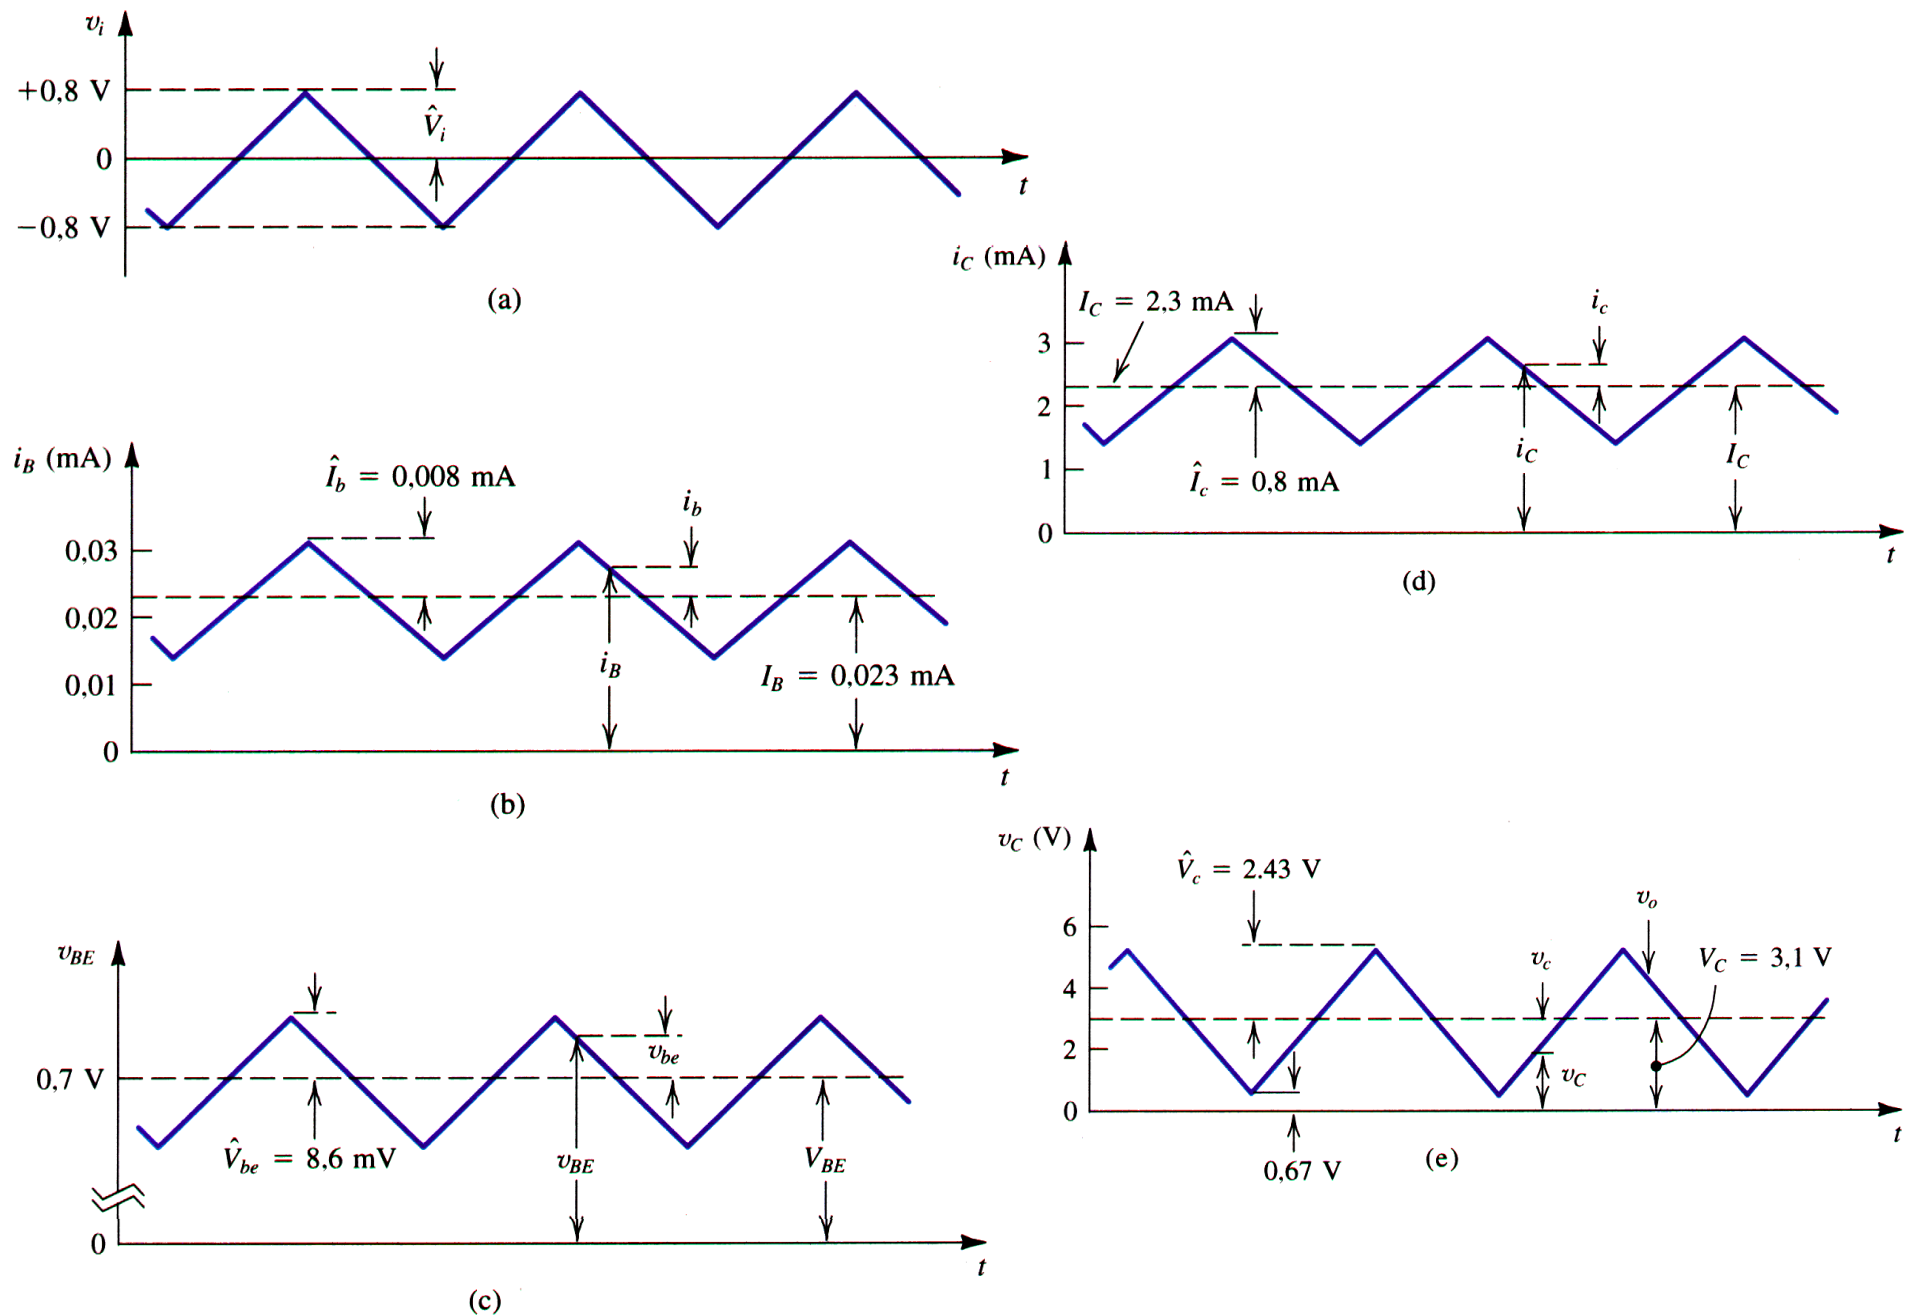 v_i
+0,8 V
V̂_i
0
−0,8 V
t
(a)
i_B (mA)
Î_b = 0,008 mA
i_b
0,03
0,02
i_B
0,01
I_B = 0,023 mA
0
t
(b)
v_BE
0,7 V
v_be
V̂_be = 8,6 mV
v_BE
V_BE
0
t
(c)
i_C (mA)
I_C = 2,3 mA
i_c
3
2
i_C
I_C
1
Î_c = 0,8 mA
0
t
(d)
v_C (V)
V̂_c = 2.43 V
v_o
6
v_c
V_C = 3,1 V
4
2
v_C
0
t
0,67 V
(e)